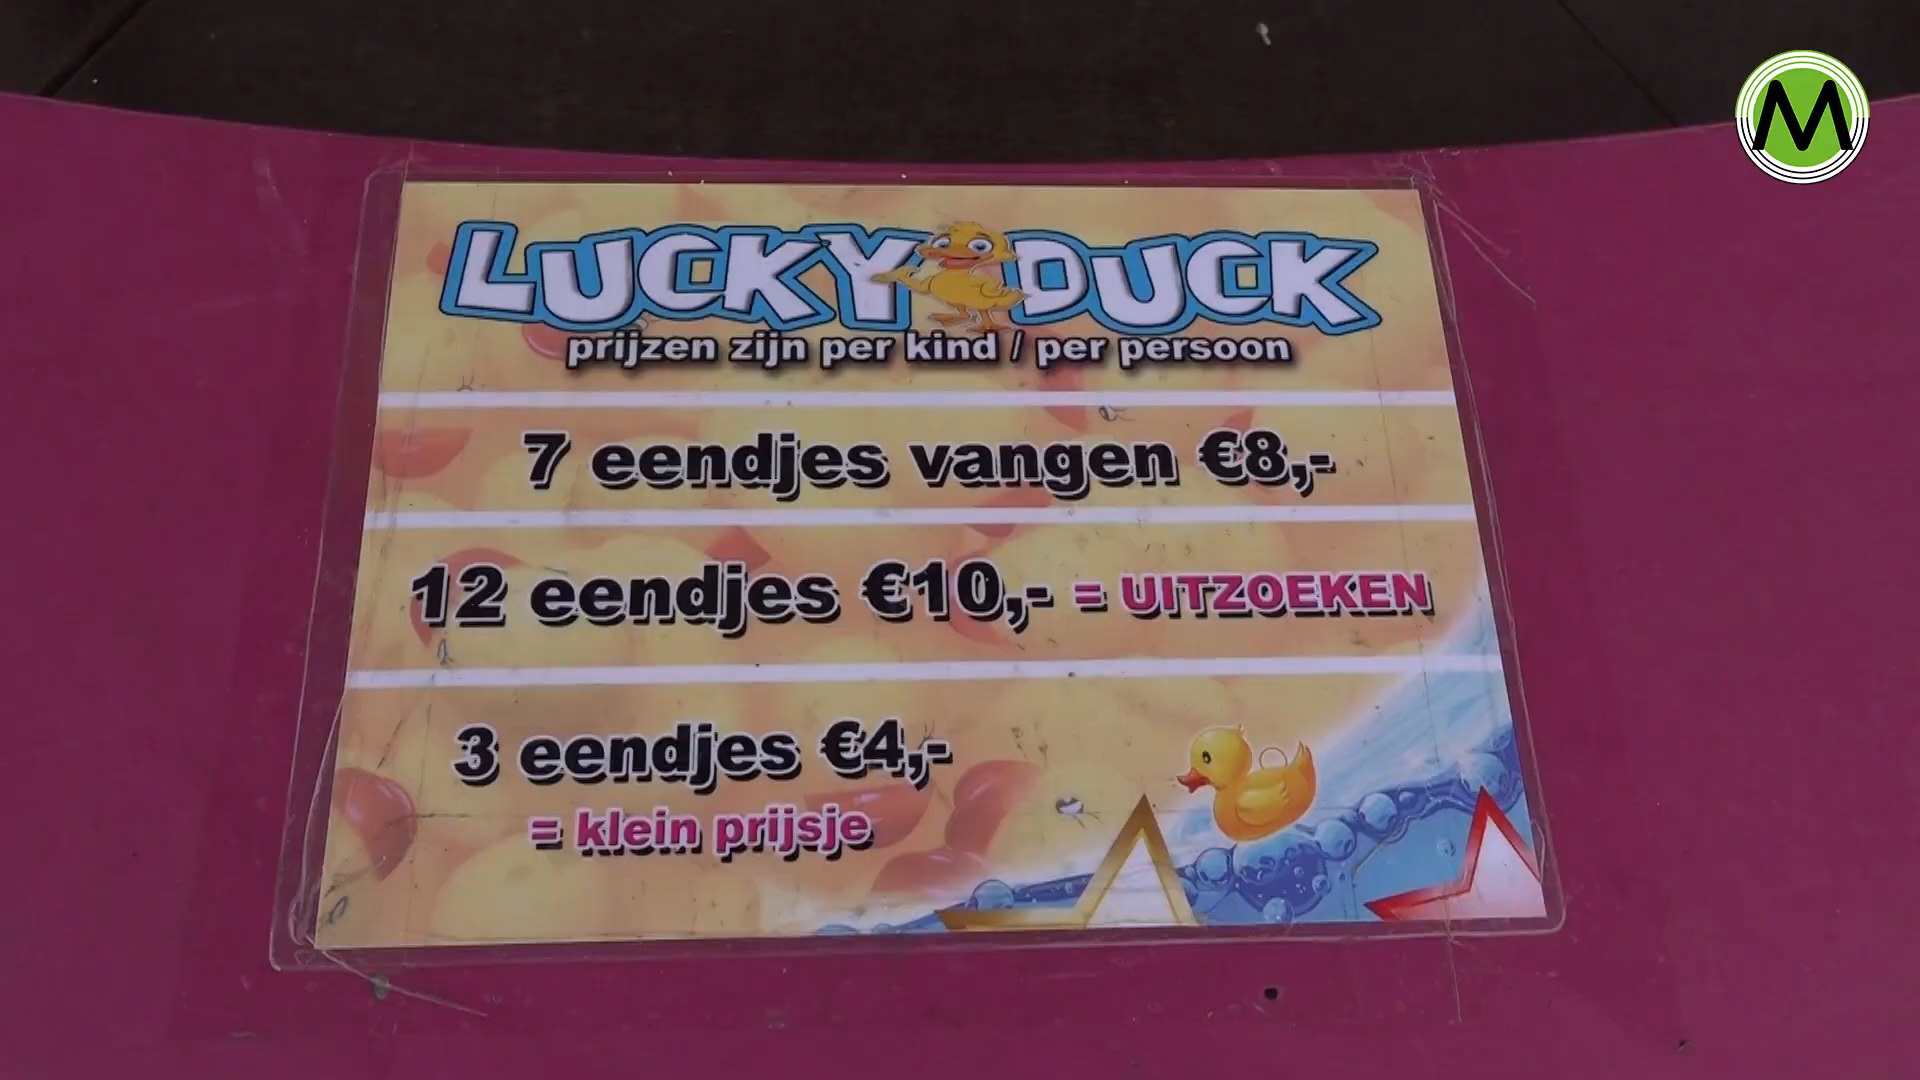 M
LUCKY DUCK
prijzen zijn per kind / per persoon
7 eendjes vangen €8,-
12 eendjes €10,- = UITZOEKEN
3 eendjes €4,-
= klein prijsje